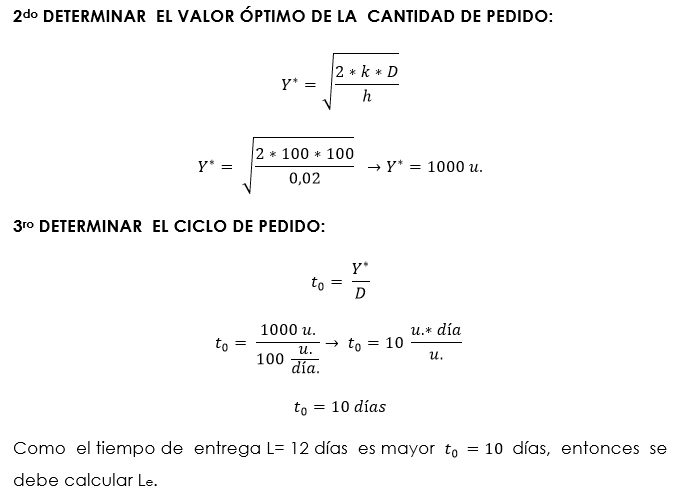 2do DETERMINAR EL VALOR ÓPTIMO DE LA CANTIDAD DE PEDIDO:
Y* = √(2 * k * D / h)
Y* = √(2 * 100 * 100 / 0,02) → Y* = 1000 u.
3ro DETERMINAR EL CICLO DE PEDIDO:
t₀ = Y* / D
t₀ = 1000 u. / 100 u./día. → t₀ = 10 u.* día / u.
t₀ = 10 días
Como el tiempo de entrega L= 12 días es mayor t₀ = 10 días, entonces se
debe calcular Le.